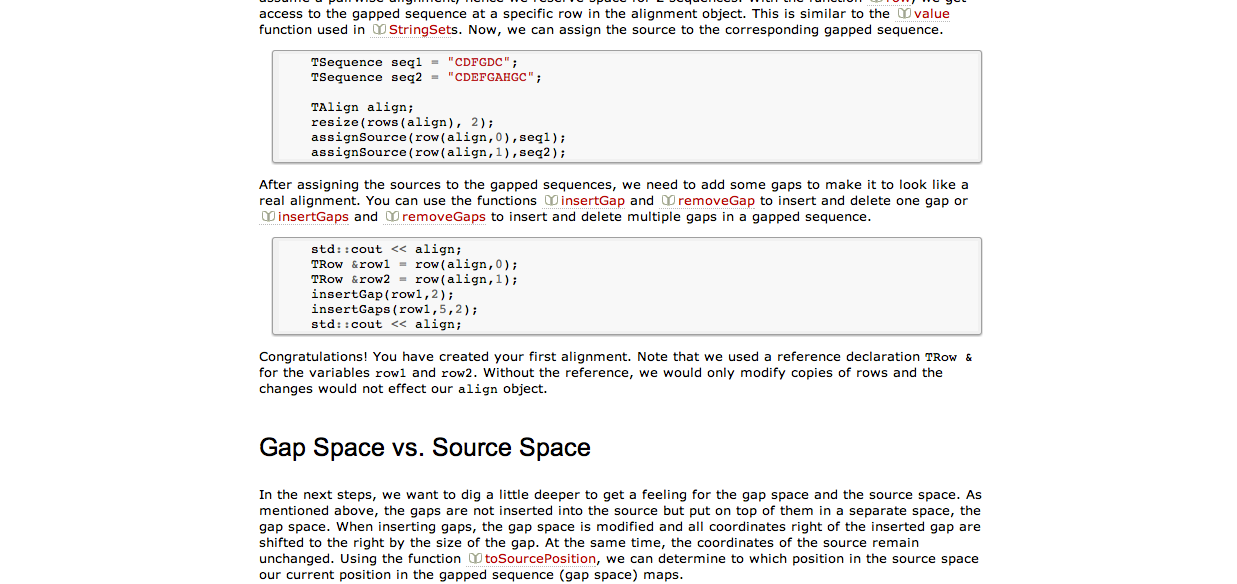 access to the gapped sequence at a specific row in the alignment object. This is similar to the value
function used in StringSets. Now, we can assign the source to the corresponding gapped sequence.
TSequence seq1 = "CDFGDC";
TSequence seq2 = "CDEFGAHGC";
TAlign align;
resize(rows(align), 2);
assignSource(row(align,0),seq1);
assignSource(row(align,1),seq2);
After assigning the sources to the gapped sequences, we need to add some gaps to make it to look like a
real alignment. You can use the functions insertGap and removeGap to insert and delete one gap or
insertGaps and removeGaps to insert and delete multiple gaps in a gapped sequence.
std::cout << align;
TRow &row1 = row(align,0);
TRow &row2 = row(align,1);
insertGap(row1,2);
insertGaps(row1,5,2);
std::cout << align;
Congratulations! You have created your first alignment. Note that we used a reference declaration TRow &
for the variables row1 and row2. Without the reference, we would only modify copies of rows and the
changes would not effect our align object.
Gap Space vs. Source Space
In the next steps, we want to dig a little deeper to get a feeling for the gap space and the source space. As
mentioned above, the gaps are not inserted into the source but put on top of them in a separate space, the
gap space. When inserting gaps, the gap space is modified and all coordinates right of the inserted gap are
shifted to the right by the size of the gap. At the same time, the coordinates of the source remain
unchanged. Using the function toSourcePosition, we can determine to which position in the source space
our current position in the gapped sequence (gap space) maps.